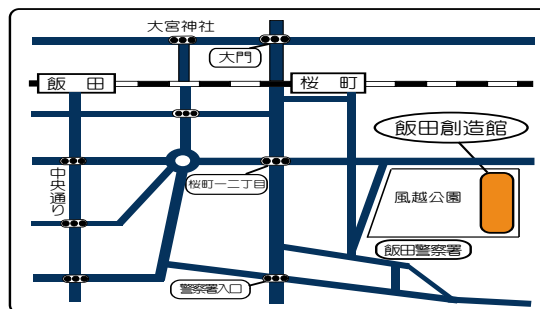 大宮神社
大門
飯田
桜町
飯田創造館
中央通り
桜町一二丁目
風越公園
飯田警察署
警察署入口